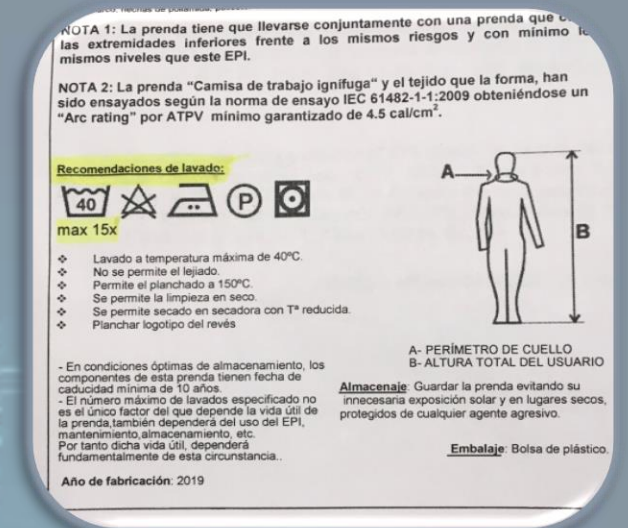 NOTA 1: La prenda tiene que llevarse conjuntamente con una prenda que
las extremidades inferiores frente a los mismos riesgos y con mínimo
mismos niveles que este EPI.
NOTA 2: La prenda “Camisa de trabajo ignífuga“ y el tejido que la forma, han
sido ensayados según la norma de ensayo IEC 61482-1-1:2009 obteniéndose un
“Arc rating” por ATPV mínimo garantizado de 4.5 cal/cm².
Recomendaciones de lavado:
40
P
max 15x
❖ Lavado a temperatura máxima de 40ºC.
❖ No se permite el lejiado.
❖ Permite el planchado a 150ºC.
❖ Se permite la limpieza en seco.
❖ Se permite secado en secadora con Tª reducida.
❖ Planchar logotipo del revés
- En condiciones óptimas de almacenamiento, los
componentes de esta prenda tienen fecha de
caducidad mínima de 10 años.
- El número máximo de lavados especificado no
es el único factor del que depende la vida útil de
la prenda,también dependerá del uso del EPI,
mantenimiento,almacenamiento, etc.
Por tanto dicha vida útil, dependerá
fundamentalmente de esta circunstancia..
Año de fabricación: 2019
A
B
A- PERÍMETRO DE CUELLO
B- ALTURA TOTAL DEL USUARIO
Almacenaje: Guardar la prenda evitando su
innecesaria exposición solar y en lugares secos,
protegidos de cualquier agente agresivo.
Embalaje: Bolsa de plástico.